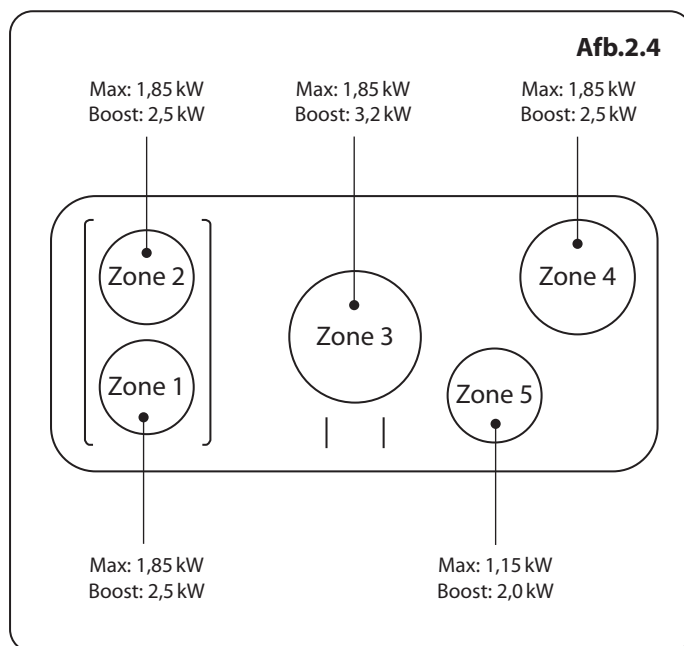 Afb.2.4
Max: 1,85 kW
Boost: 2,5 kW
Max: 1,85 kW
Boost: 3,2 kW
Max: 1,85 kW
Boost: 2,5 kW
Zone 2
Zone 4
Zone 3
Zone 1
Zone 5
Max: 1,85 kW
Boost: 2,5 kW
Max: 1,15 kW
Boost: 2,0 kW